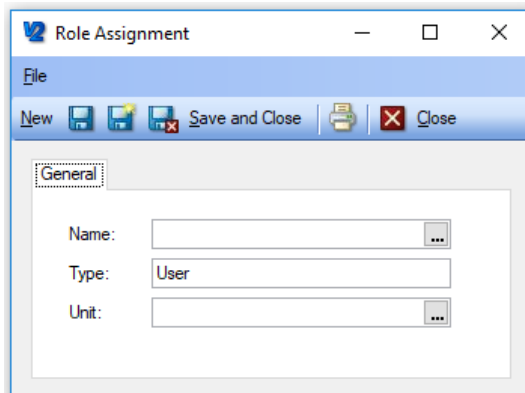 V2 Role Assignment
File
New Save and Close Close
General
Name: ...
Type: User
Unit: ...